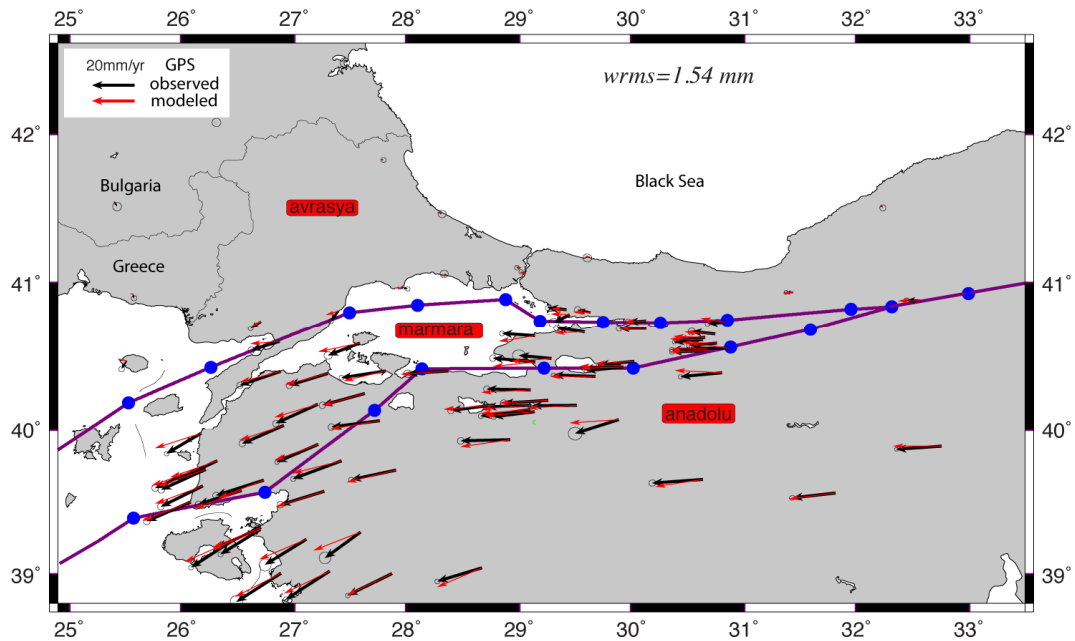 25° 26° 27° 28° 29° 30° 31° 32° 33°
20mm/yr GPS
observed
modeled
wrms=1.54 mm
42° 42°
Bulgaria
Black Sea
avrasya
Greece
41° 41°
marmara
anadolu
40° 40°
39° 39°
25° 26° 27° 28° 29° 30° 31° 32° 33°